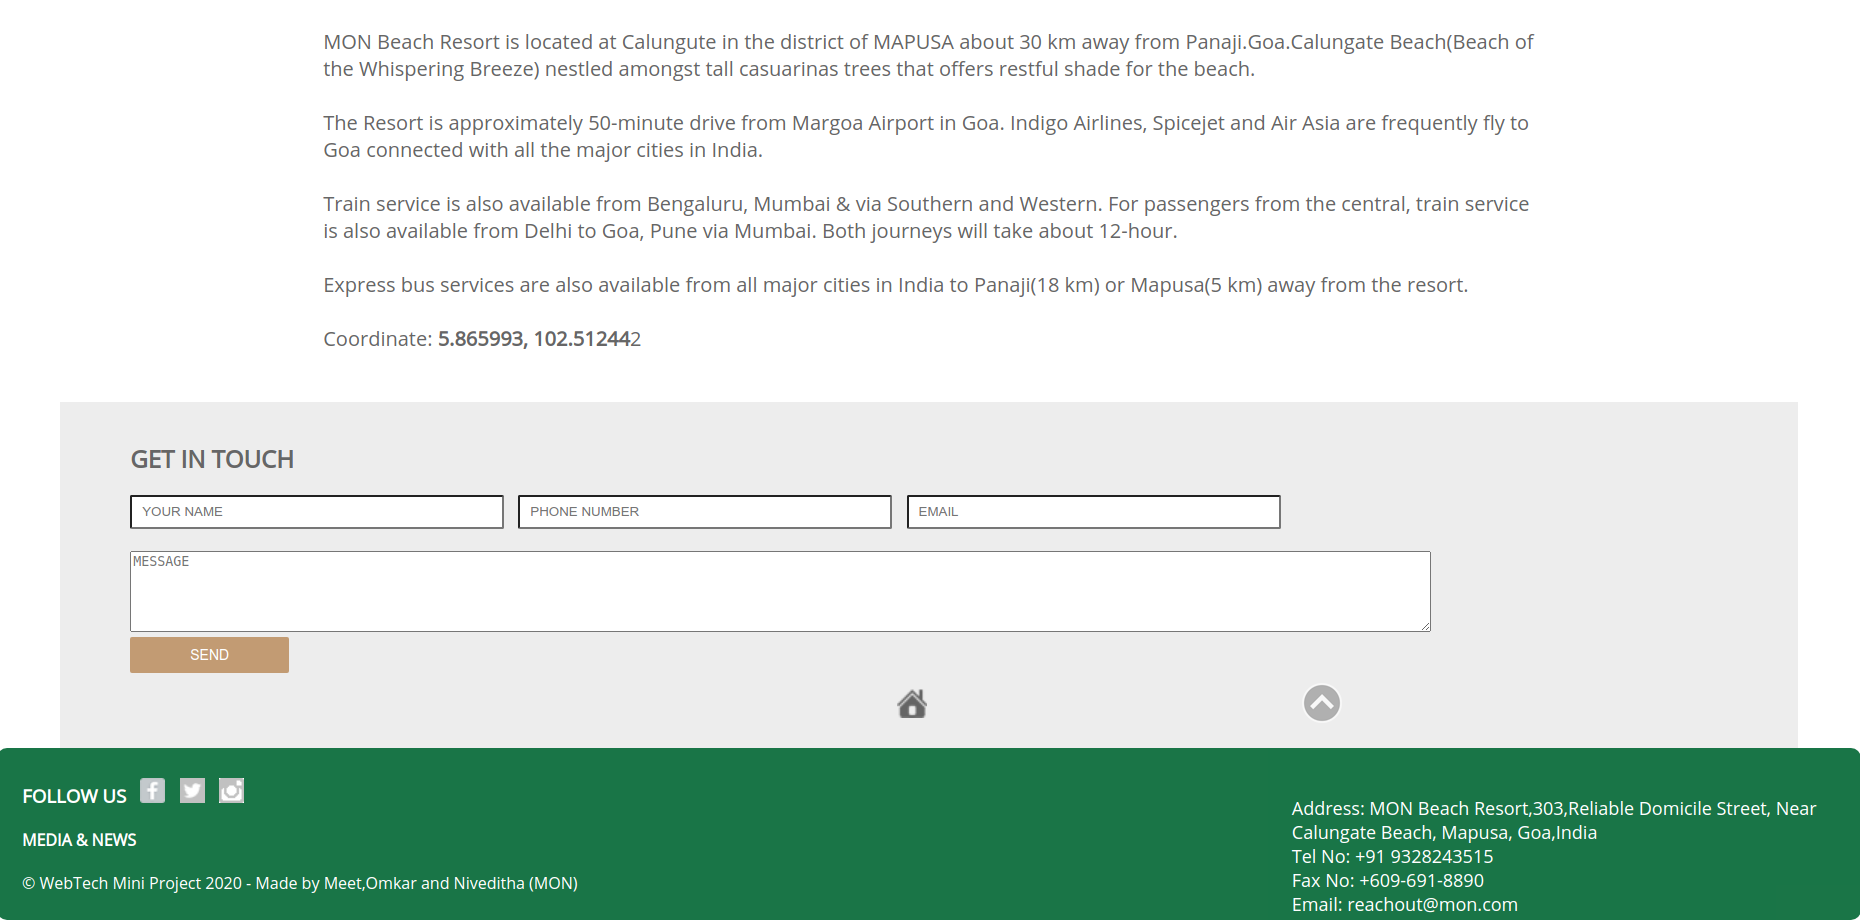 MON Beach Resort is located at Calungute in the district of MAPUSA about 30 km away from Panaji.Goa.Calungate Beach(Beach of
the Whispering Breeze) nestled amongst tall casuarinas trees that offers restful shade for the beach.
The Resort is approximately 50-minute drive from Margoa Airport in Goa. Indigo Airlines, Spicejet and Air Asia are frequently fly to
Goa connected with all the major cities in India.
Train service is also available from Bengaluru, Mumbai & via Southern and Western. For passengers from the central, train service
is also available from Delhi to Goa, Pune via Mumbai. Both journeys will take about 12-hour.
Express bus services are also available from all major cities in India to Panaji(18 km) or Mapusa(5 km) away from the resort.
Coordinate: 5.865993, 102.512442
GET IN TOUCH
YOUR NAME PHONE NUMBER EMAIL
MESSAGE
SEND
FOLLOW US
MEDIA & NEWS
© WebTech Mini Project 2020 - Made by Meet,Omkar and Niveditha (MON)
Address: MON Beach Resort,303,Reliable Domicile Street, Near
Calungate Beach, Mapusa, Goa,India
Tel No: +91 9328243515
Fax No: +609-691-8890
Email: reachout@mon.com